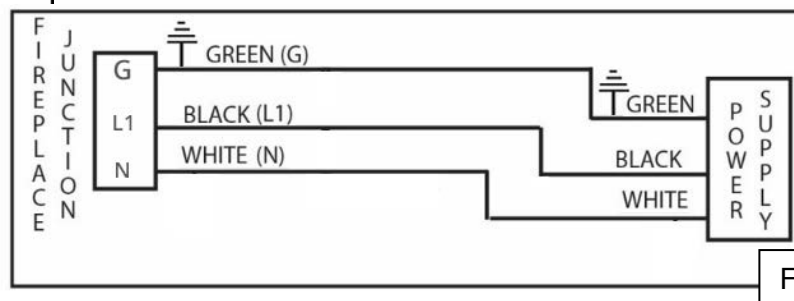 FIREPLACE
JUNCTION
G
GREEN (G)
L1
BLACK (L1)
N
WHITE (N)
GREEN
BLACK
WHITE
POWER
SUPPLY
F